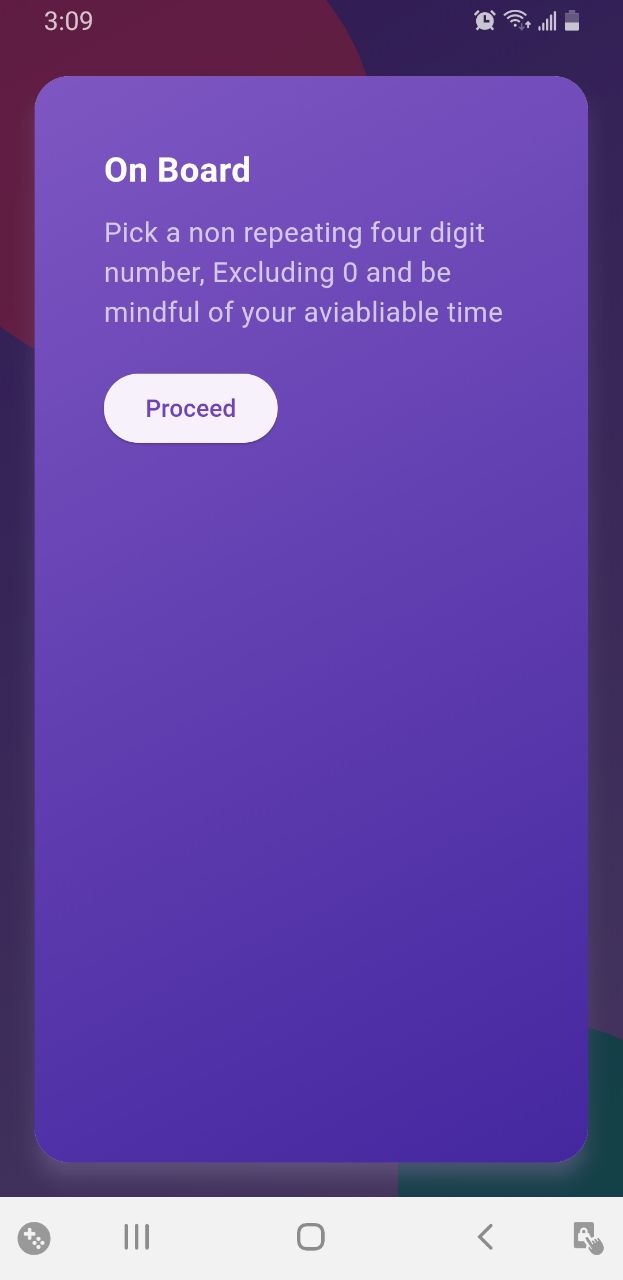 3:09
On Board
Pick a non repeating four digit
number, Excluding 0 and be
mindful of your aviabliable time
Proceed